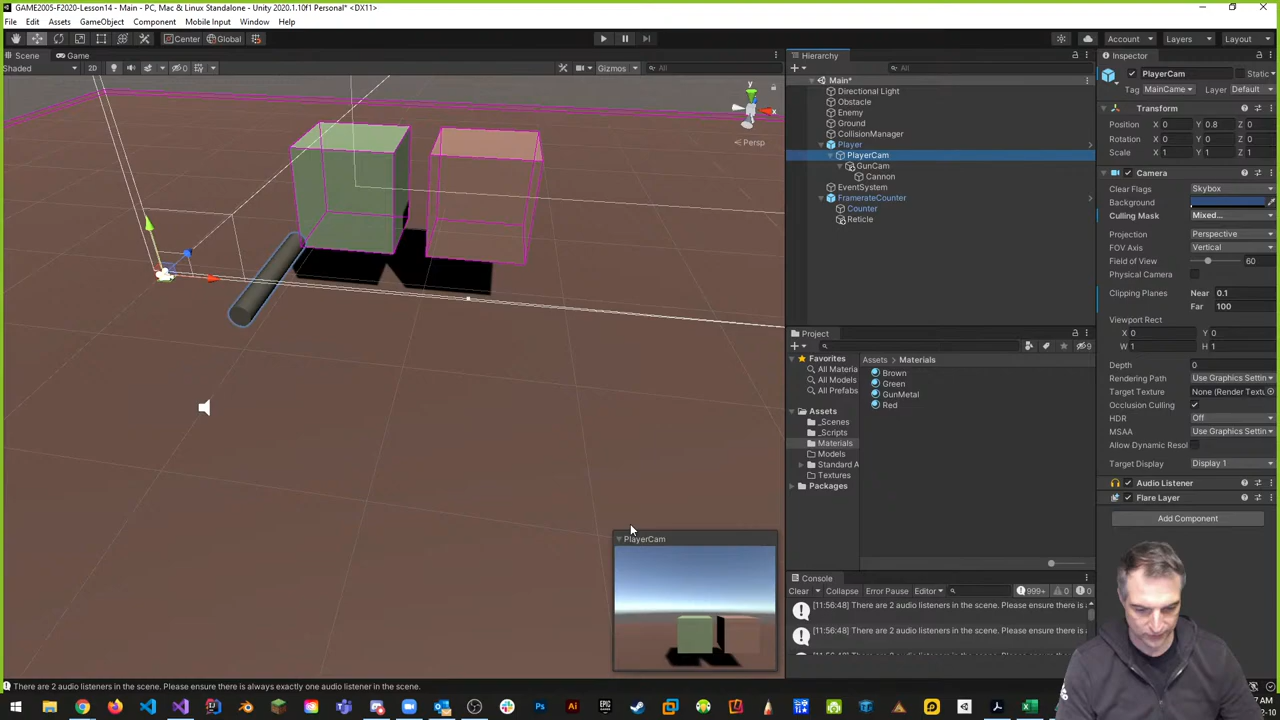 GAME2005-F2020-Lesson14 - Main - PC, Mac & Linux Standalone - Unity 2020.1.10f1 Personal* <DX11>
File Edit Assets GameObject Component Mobile Input Window Help
Center Global Account Layers Layout
Scene Game
Shaded 2D 0 Gizmos All
y
x
Persp
Hierarchy
All
Main*
Directional Light
Obstacle
Enemy
Ground
CollisionManager
Player
PlayerCam
GunCam
Cannon
EventSystem
FramerateCounter
Counter
Reticle
Inspector
PlayerCam Static
Tag MainCame Layer Default
Transform
Position X 0 Y 0.8 Z 0
Rotation X 0 Y 0 Z 0
Scale X 1 Y 1 Z 1
Camera
Clear Flags Skybox
Background
Culling Mask Mixed...
Projection Perspective
FOV Axis Vertical
Field of View 60
Physical Camera
Clipping Planes Near 0.1
Far 100
Viewport Rect
X 0 Y 0
W 1 H 1
Depth 0
Rendering Path Use Graphics Settin
Target Texture None (Render Textu
Occlusion Culling
HDR Off
MSAA Use Graphics Settin
Allow Dynamic Resol
Target Display Display 1
Audio Listener
Flare Layer
Add Component
Project
9
Favorites
All Materia
All Models
All Prefabs
Assets
_Scenes
_Scripts
Materials
Models
Standard A
Textures
Packages
Assets Materials
Brown
Green
GunMetal
Red
PlayerCam
Console
Clear Collapse Error Pause Editor 999+ 0 0
[11:56:48] There are 2 audio listeners in the scene. Please ensure there is a
[11:56:48] There are 2 audio listeners in the scene. Please ensure there is
There are 2 audio listeners in the scene. Please ensure there is always exactly one audio listener in the scene.